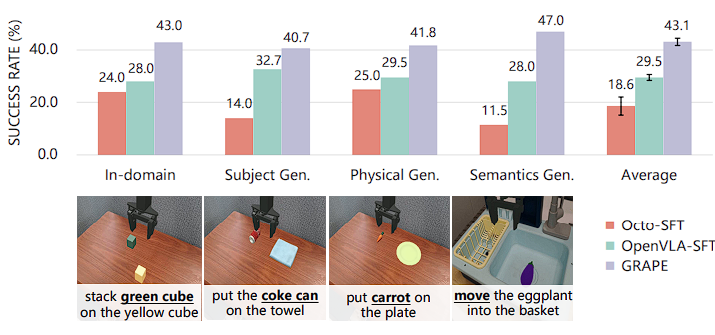 SUCCESS RATE (%)
60.0
40.0
20.0
0.0
24.0 28.0 43.0
14.0 32.7 40.7
25.0 29.5 41.8
11.5 28.0 47.0
18.6 29.5 43.1
In-domain
Subject Gen.
Physical Gen.
Semantics Gen.
Average
stack green cube
on the yellow cube
put the coke can
on the towel
put carrot on
the plate
move the eggplant
into the basket
Octo-SFT
OpenVLA-SFT
GRAPE